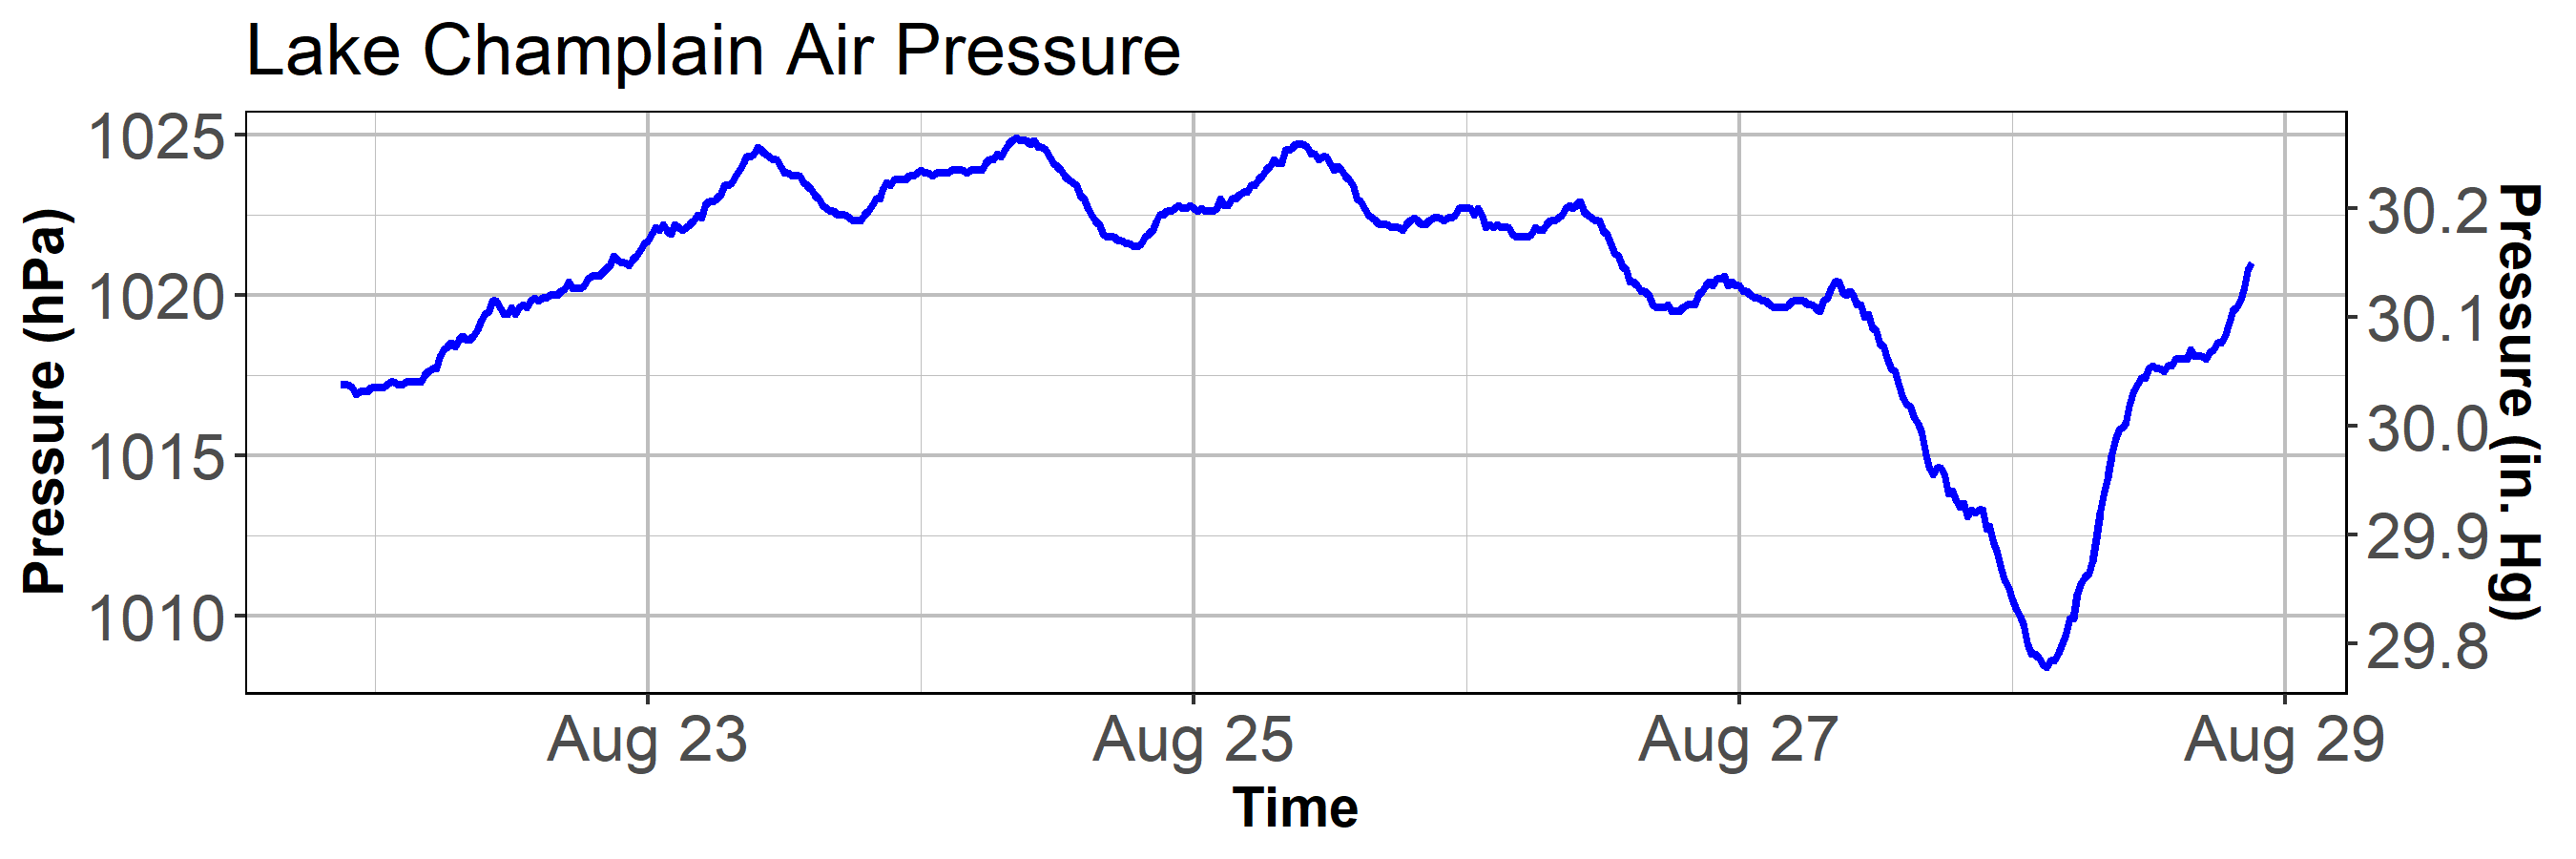 Lake Champlain Air Pressure
1025
1020
1015
1010
Pressure (hPa)
30.2
30.1
30.0
29.9
29.8
Pressure (in. Hg)
Aug 23
Aug 25
Aug 27
Aug 29
Time